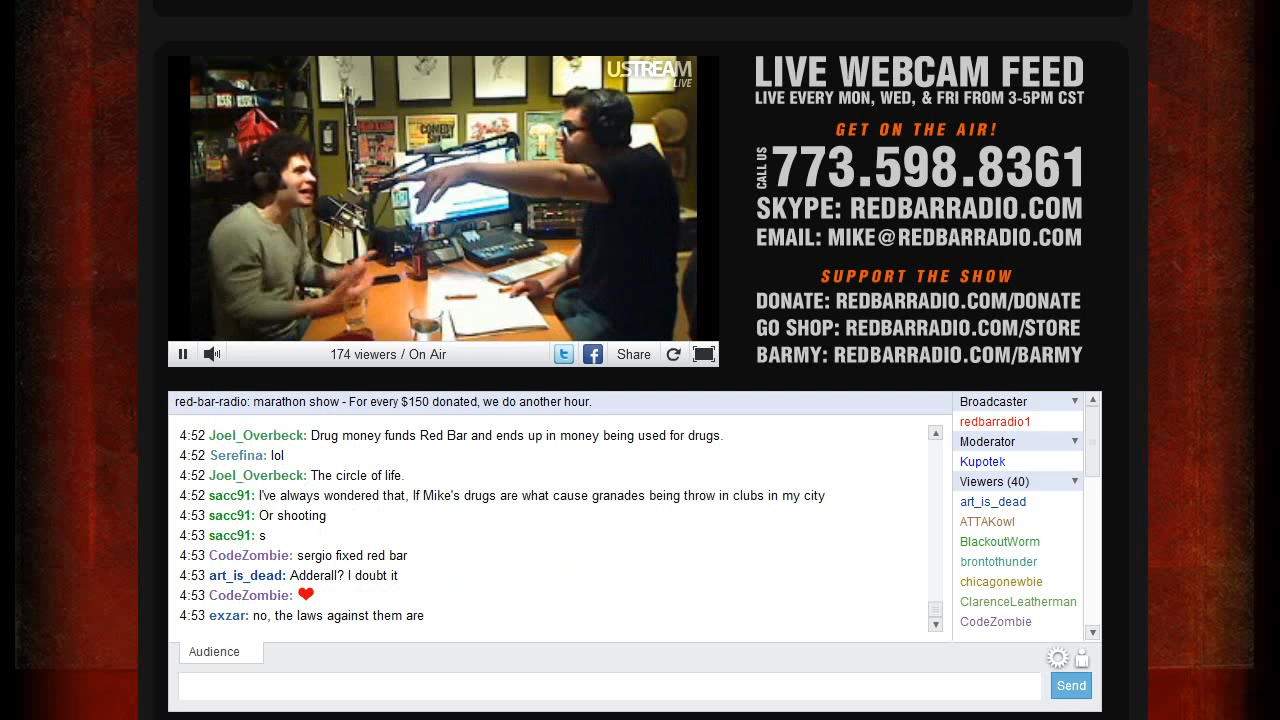 USTREAM
LIVE
COMEDY
174 viewers / On Air
Share
LIVE WEBCAM FEED
LIVE EVERY MON, WED, & FRI FROM 3-5PM CST
GET ON THE AIR!
CALL US 773.598.8361
SKYPE: REDBARRADIO.COM
EMAIL: MIKE@REDBARRADIO.COM
SUPPORT THE SHOW
DONATE: REDBARRADIO.COM/DONATE
GO SHOP: REDBARRADIO.COM/STORE
BARMY: REDBARRADIO.COM/BARMY
red-bar-radio: marathon show - For every $150 donated, we do another hour.
4:52 Joel_Overbeck: Drug money funds Red Bar and ends up in money being used for drugs.
4:52 Serefina: lol
4:52 Joel_Overbeck: The circle of life.
4:52 sacc91: I've always wondered that, If Mike's drugs are what cause granades being throw in clubs in my city
4:53 sacc91: Or shooting
4:53 sacc91: s
4:53 CodeZombie: sergio fixed red bar
4:53 art_is_dead: Adderall? I doubt it
4:53 CodeZombie: ❤
4:53 exzar: no, the laws against them are
Broadcaster
redbarradio1
Moderator
Kupotek
Viewers (40)
art_is_dead
ATTAKowl
BlackoutWorm
brontothunder
chicagonewbie
ClarenceLeatherman
CodeZombie
Audience
Send